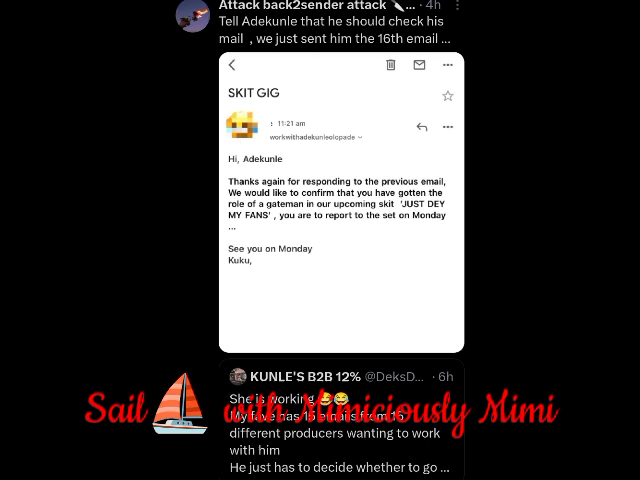 Attack back2sender attack ... · 4h
Tell Adekunle that he should check his
mail , we just sent him the 16th email ...
SKIT GIG
: 11:21 am
workwithadekunleolopade
Hi, Adekunle
Thanks again for responding to the previous email,
We would like to confirm that you have gotten the
role of a gateman in our upcoming skit 'JUST DEY
MY FANS' , you are to report to the set on Monday
...
See you on Monday
Kuku,
KUNLE'S B2B 12% @DeksD... · 6h
She is working 😂😂
My fave has 15 emails from 15
different producers wanting to work
with him
He just has to decide whether to go ...
Sail with Mimiciously Mimi